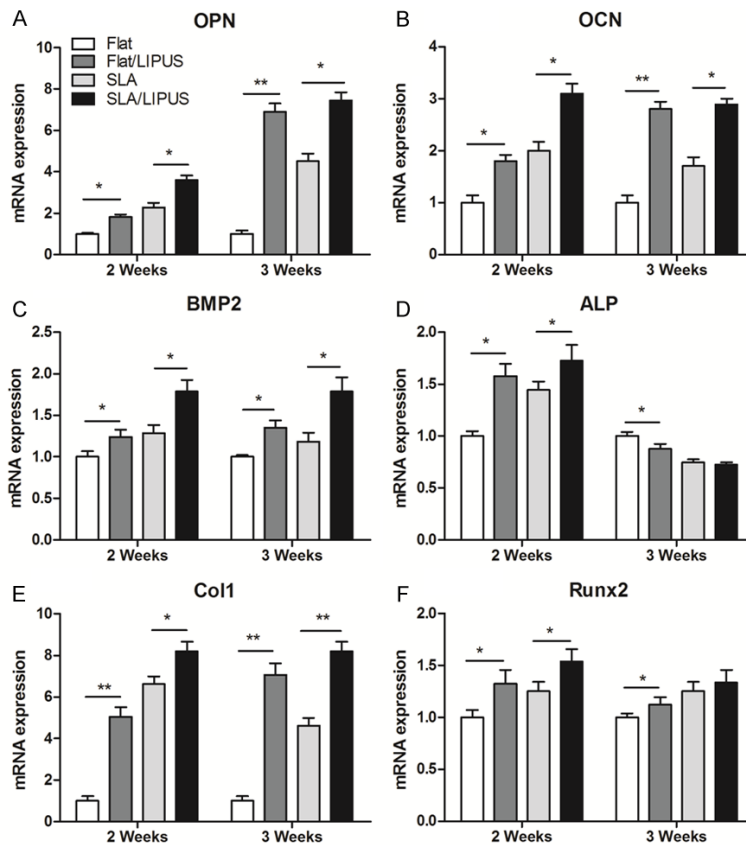 A
OPN
mRNA expression
10
8
6
4
2
0
Flat
Flat/LIPUS
SLA
SLA/LIPUS
*
*
**
*
2 Weeks
3 Weeks
B
OCN
mRNA expression
4
3
2
1
0
*
*
**
*
2 Weeks
3 Weeks
C
BMP2
mRNA expression
2.5
2.0
1.5
1.0
0.5
0.0
*
*
*
*
2 Weeks
3 Weeks
D
ALP
mRNA expression
2.0
1.5
1.0
0.5
0.0
*
*
*
2 Weeks
3 Weeks
E
Col1
mRNA expression
10
8
6
4
2
0
**
*
**
**
2 Weeks
3 Weeks
F
Runx2
mRNA expression
2.0
1.5
1.0
0.5
0.0
*
*
*
2 Weeks
3 Weeks